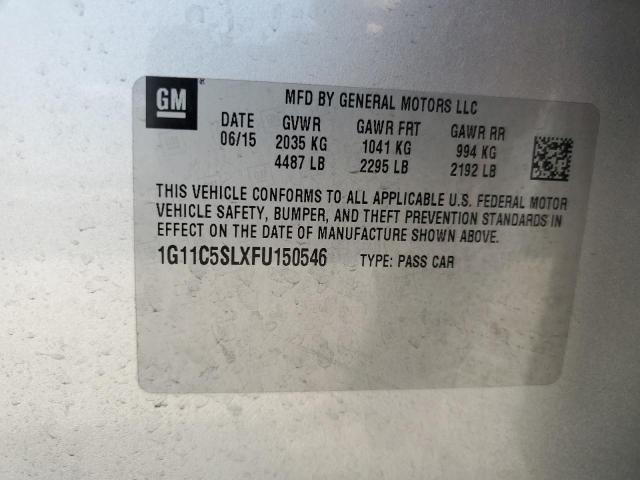 GM
MFD BY GENERAL MOTORS LLC
DATE GVWR GAWR FRT GAWR RR
06/15 2035 KG 1041 KG 994 KG
4487 LB 2295 LB 2192 LB
THIS VEHICLE CONFORMS TO ALL APPLICABLE U.S. FEDERAL MOTOR
VEHICLE SAFETY, BUMPER, AND THEFT PREVENTION STANDARDS IN
EFFECT ON THE DATE OF MANUFACTURE SHOWN ABOVE.
1G11C5SLXFU150546 TYPE: PASS CAR